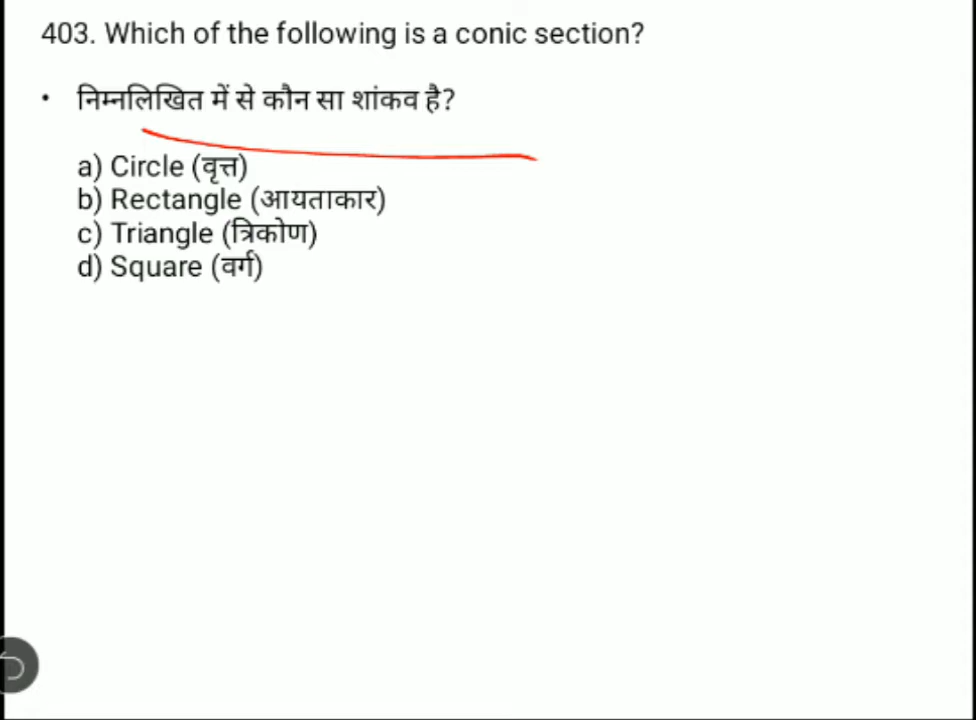 403. Which of the following is a conic section?
• निम्नलिखित में से कौन सा शांकव है?
a) Circle (वृत्त)
b) Rectangle (आयताकार)
c) Triangle (त्रिकोण)
d) Square (वर्ग)